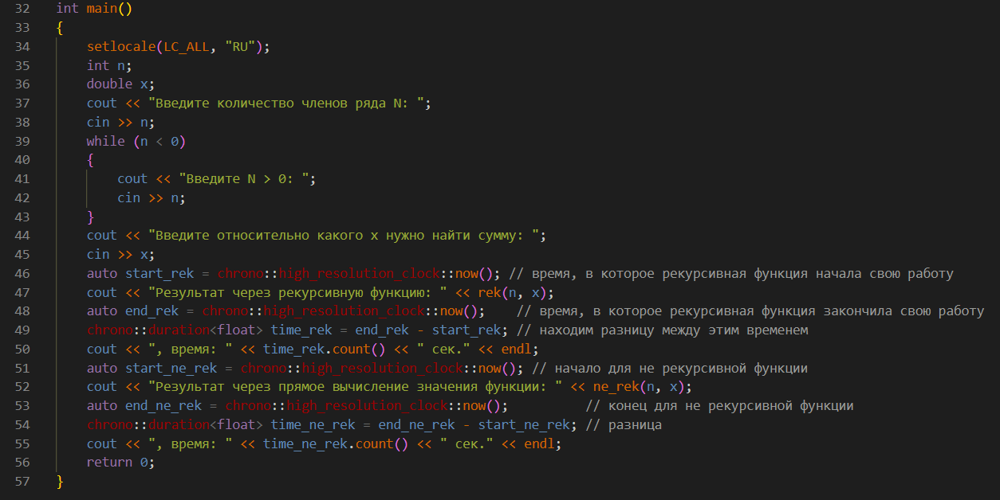 32 int main()
33 {
34     setlocale(LC_ALL, "RU");
35     int n;
36     double x;
37     cout << "Введите количество членов ряда N: ";
38     cin >> n;
39     while (n < 0)
40     {
41         cout << "Введите N > 0: ";
42         cin >> n;
43     }
44     cout << "Введите относительно какого x нужно найти сумму: ";
45     cin >> x;
46     auto start_rek = chrono::high_resolution_clock::now(); // время, в которое рекурсивная функция начала свою работу
47     cout << "Результат через рекурсивную функцию: " << rek(n, x);
48     auto end_rek = chrono::high_resolution_clock::now();    // время, в которое рекурсивная функция закончила свою работу
49     chrono::duration<float> time_rek = end_rek - start_rek; // находим разницу между этим временем
50     cout << ", время: " << time_rek.count() << " сек." << endl;
51     auto start_ne_rek = chrono::high_resolution_clock::now(); // начало для не рекурсивной функции
52     cout << "Результат через прямое вычисление значения функции: " << ne_rek(n, x);
53     auto end_ne_rek = chrono::high_resolution_clock::now();          // конец для не рекурсивной функции
54     chrono::duration<float> time_ne_rek = end_ne_rek - start_ne_rek; // разница
55     cout << ", время: " << time_ne_rek.count() << " сек." << endl;
56     return 0;
57 }